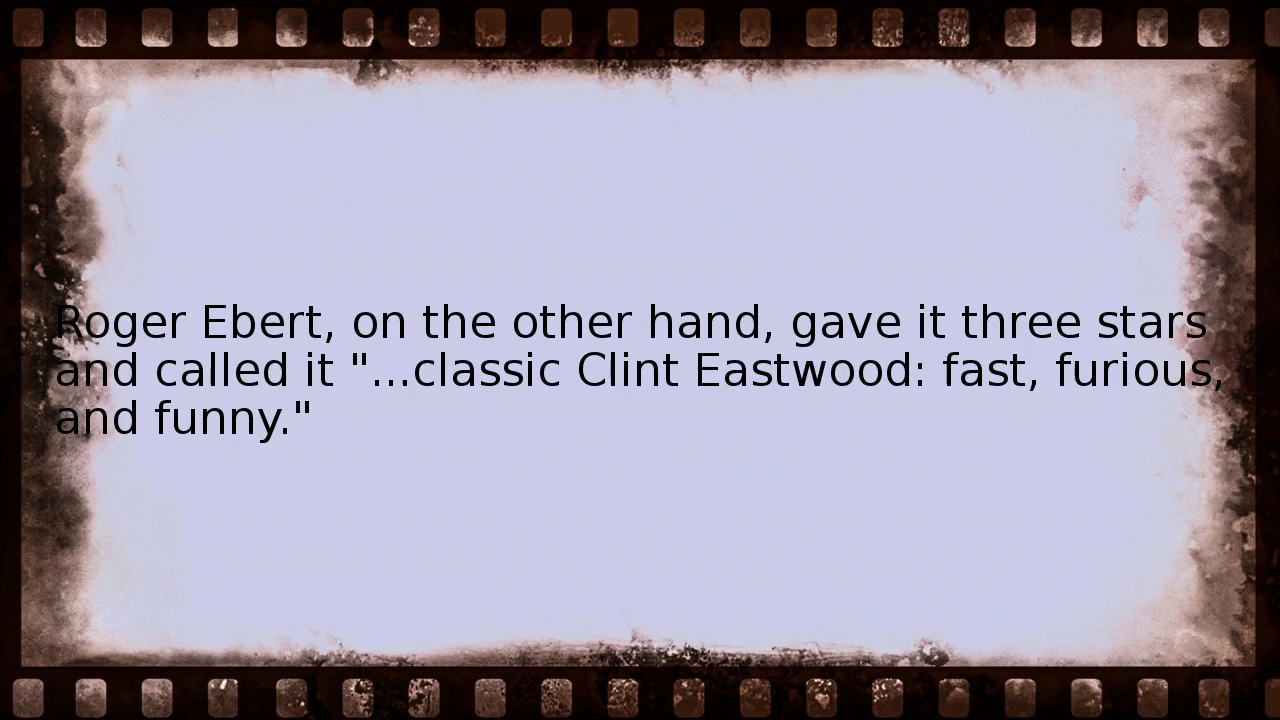 Roger Ebert, on the other hand, gave it three stars
and called it "...classic Clint Eastwood: fast, furious,
and funny."